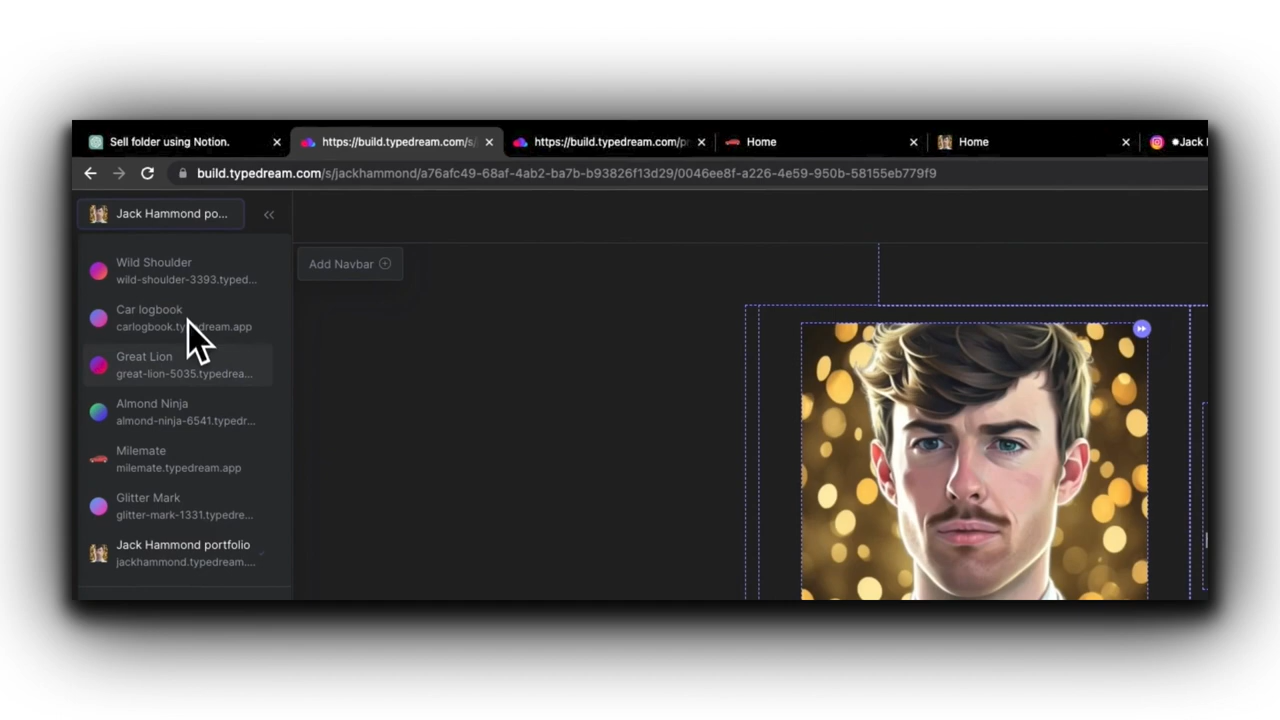 Sell folder using Notion.
https://build.typedream.com/s/
https://build.typedream.com/p
Home
Home
Jack
build.typedream.com/s/jackhammond/a76afc49-68af-4ab2-ba7b-b93826f13d29/0046ee8f-a226-4e59-950b-58155eb779f9
Jack Hammond po...
Add Navbar
Wild Shoulder
wild-shoulder-3393.typed...
Car logbook
carlogbook.typedream.app
Great Lion
great-lion-5035.typedrea...
Almond Ninja
almond-ninja-6541.typedr...
Milemate
milemate.typedream.app
Glitter Mark
glitter-mark-1331.typedre...
Jack Hammond portfolio
jackhammond.typedream....